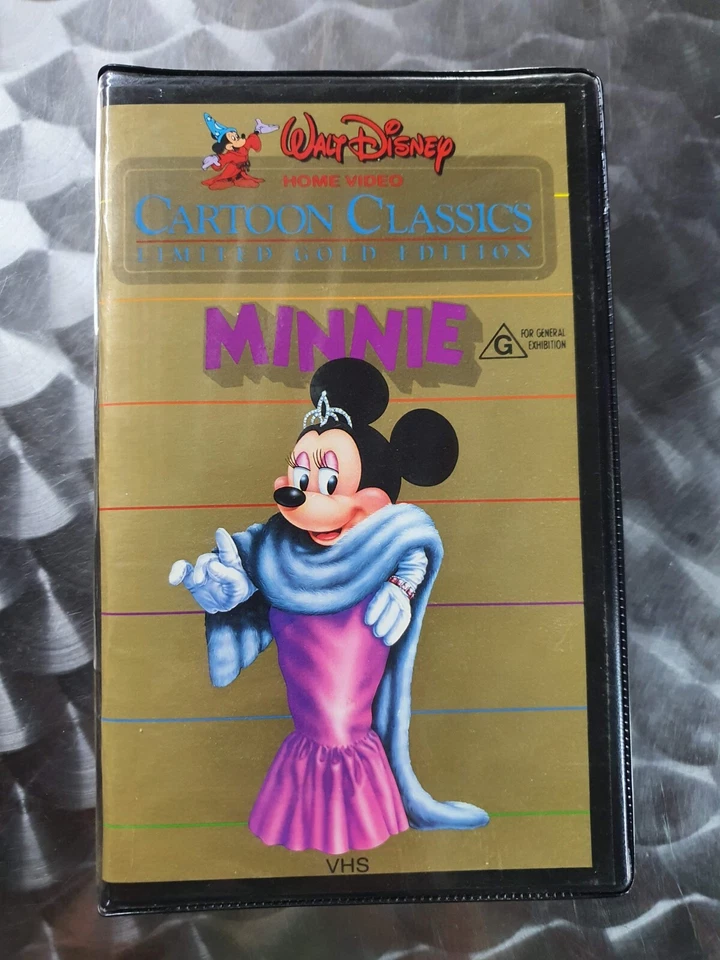 Walt Disney
HOME VIDEO
CARTOON CLASSICS
LIMITED GOLD EDITION
MINNIE
G
FOR GENERAL
EXHIBITION
VHS